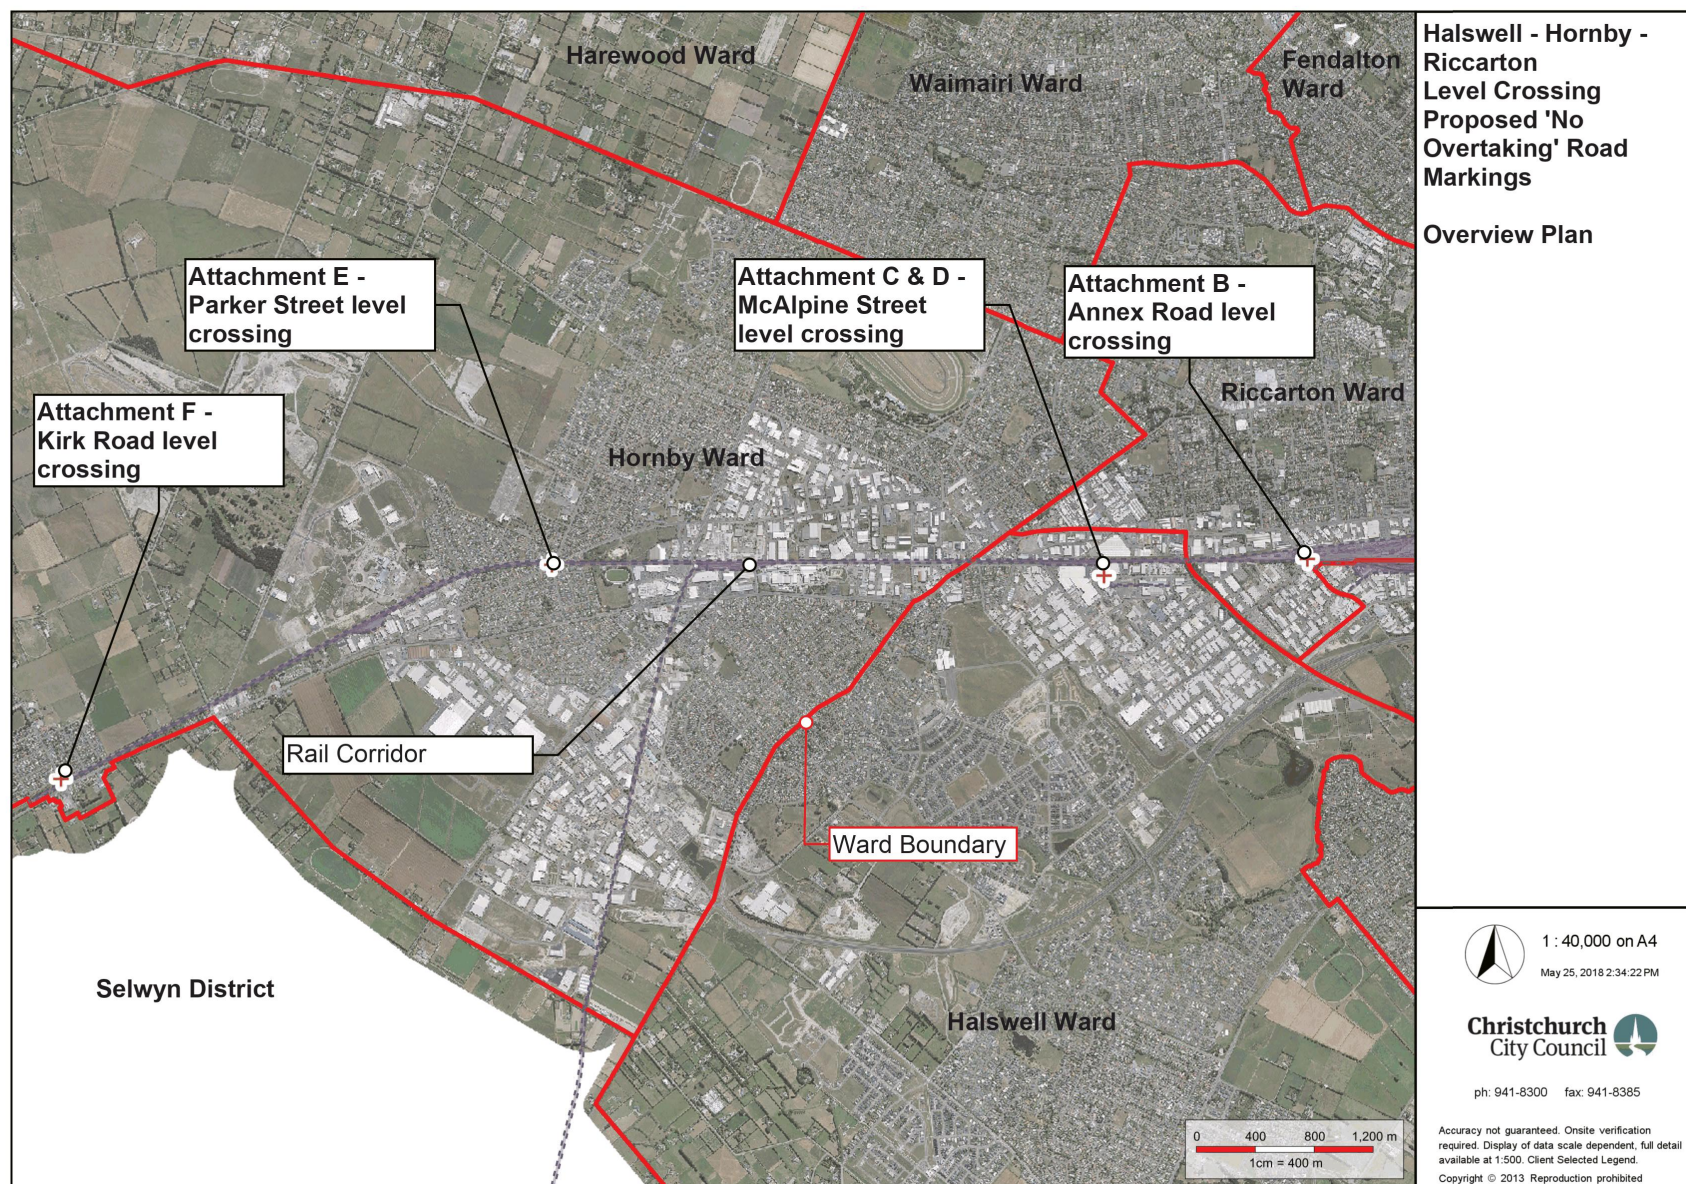 Harewood Ward
Waimairi Ward
Fendalton
Ward
Attachment E -
Parker Street level
crossing
Attachment C & D -
McAlpine Street
level crossing
Attachment B -
Annex Road level
crossing
Riccarton Ward
Attachment F -
Kirk Road level
crossing
Hornby Ward
Rail Corridor
Ward Boundary
Selwyn District
Halswell Ward
0 400 800 1,200 m
1cm = 400 m
Halswell - Hornby -
Riccarton
Level Crossing
Proposed 'No
Overtaking' Road
Markings
Overview Plan
1 : 40,000 on A4
May 25, 2018 2:34:22 PM
Christchurch
City Council
ph: 941-8300 fax: 941-8385
Accuracy not guaranteed. Onsite verification
required. Display of data scale dependent, full detail
available at 1:500. Client Selected Legend.
Copyright © 2013 Reproduction prohibited